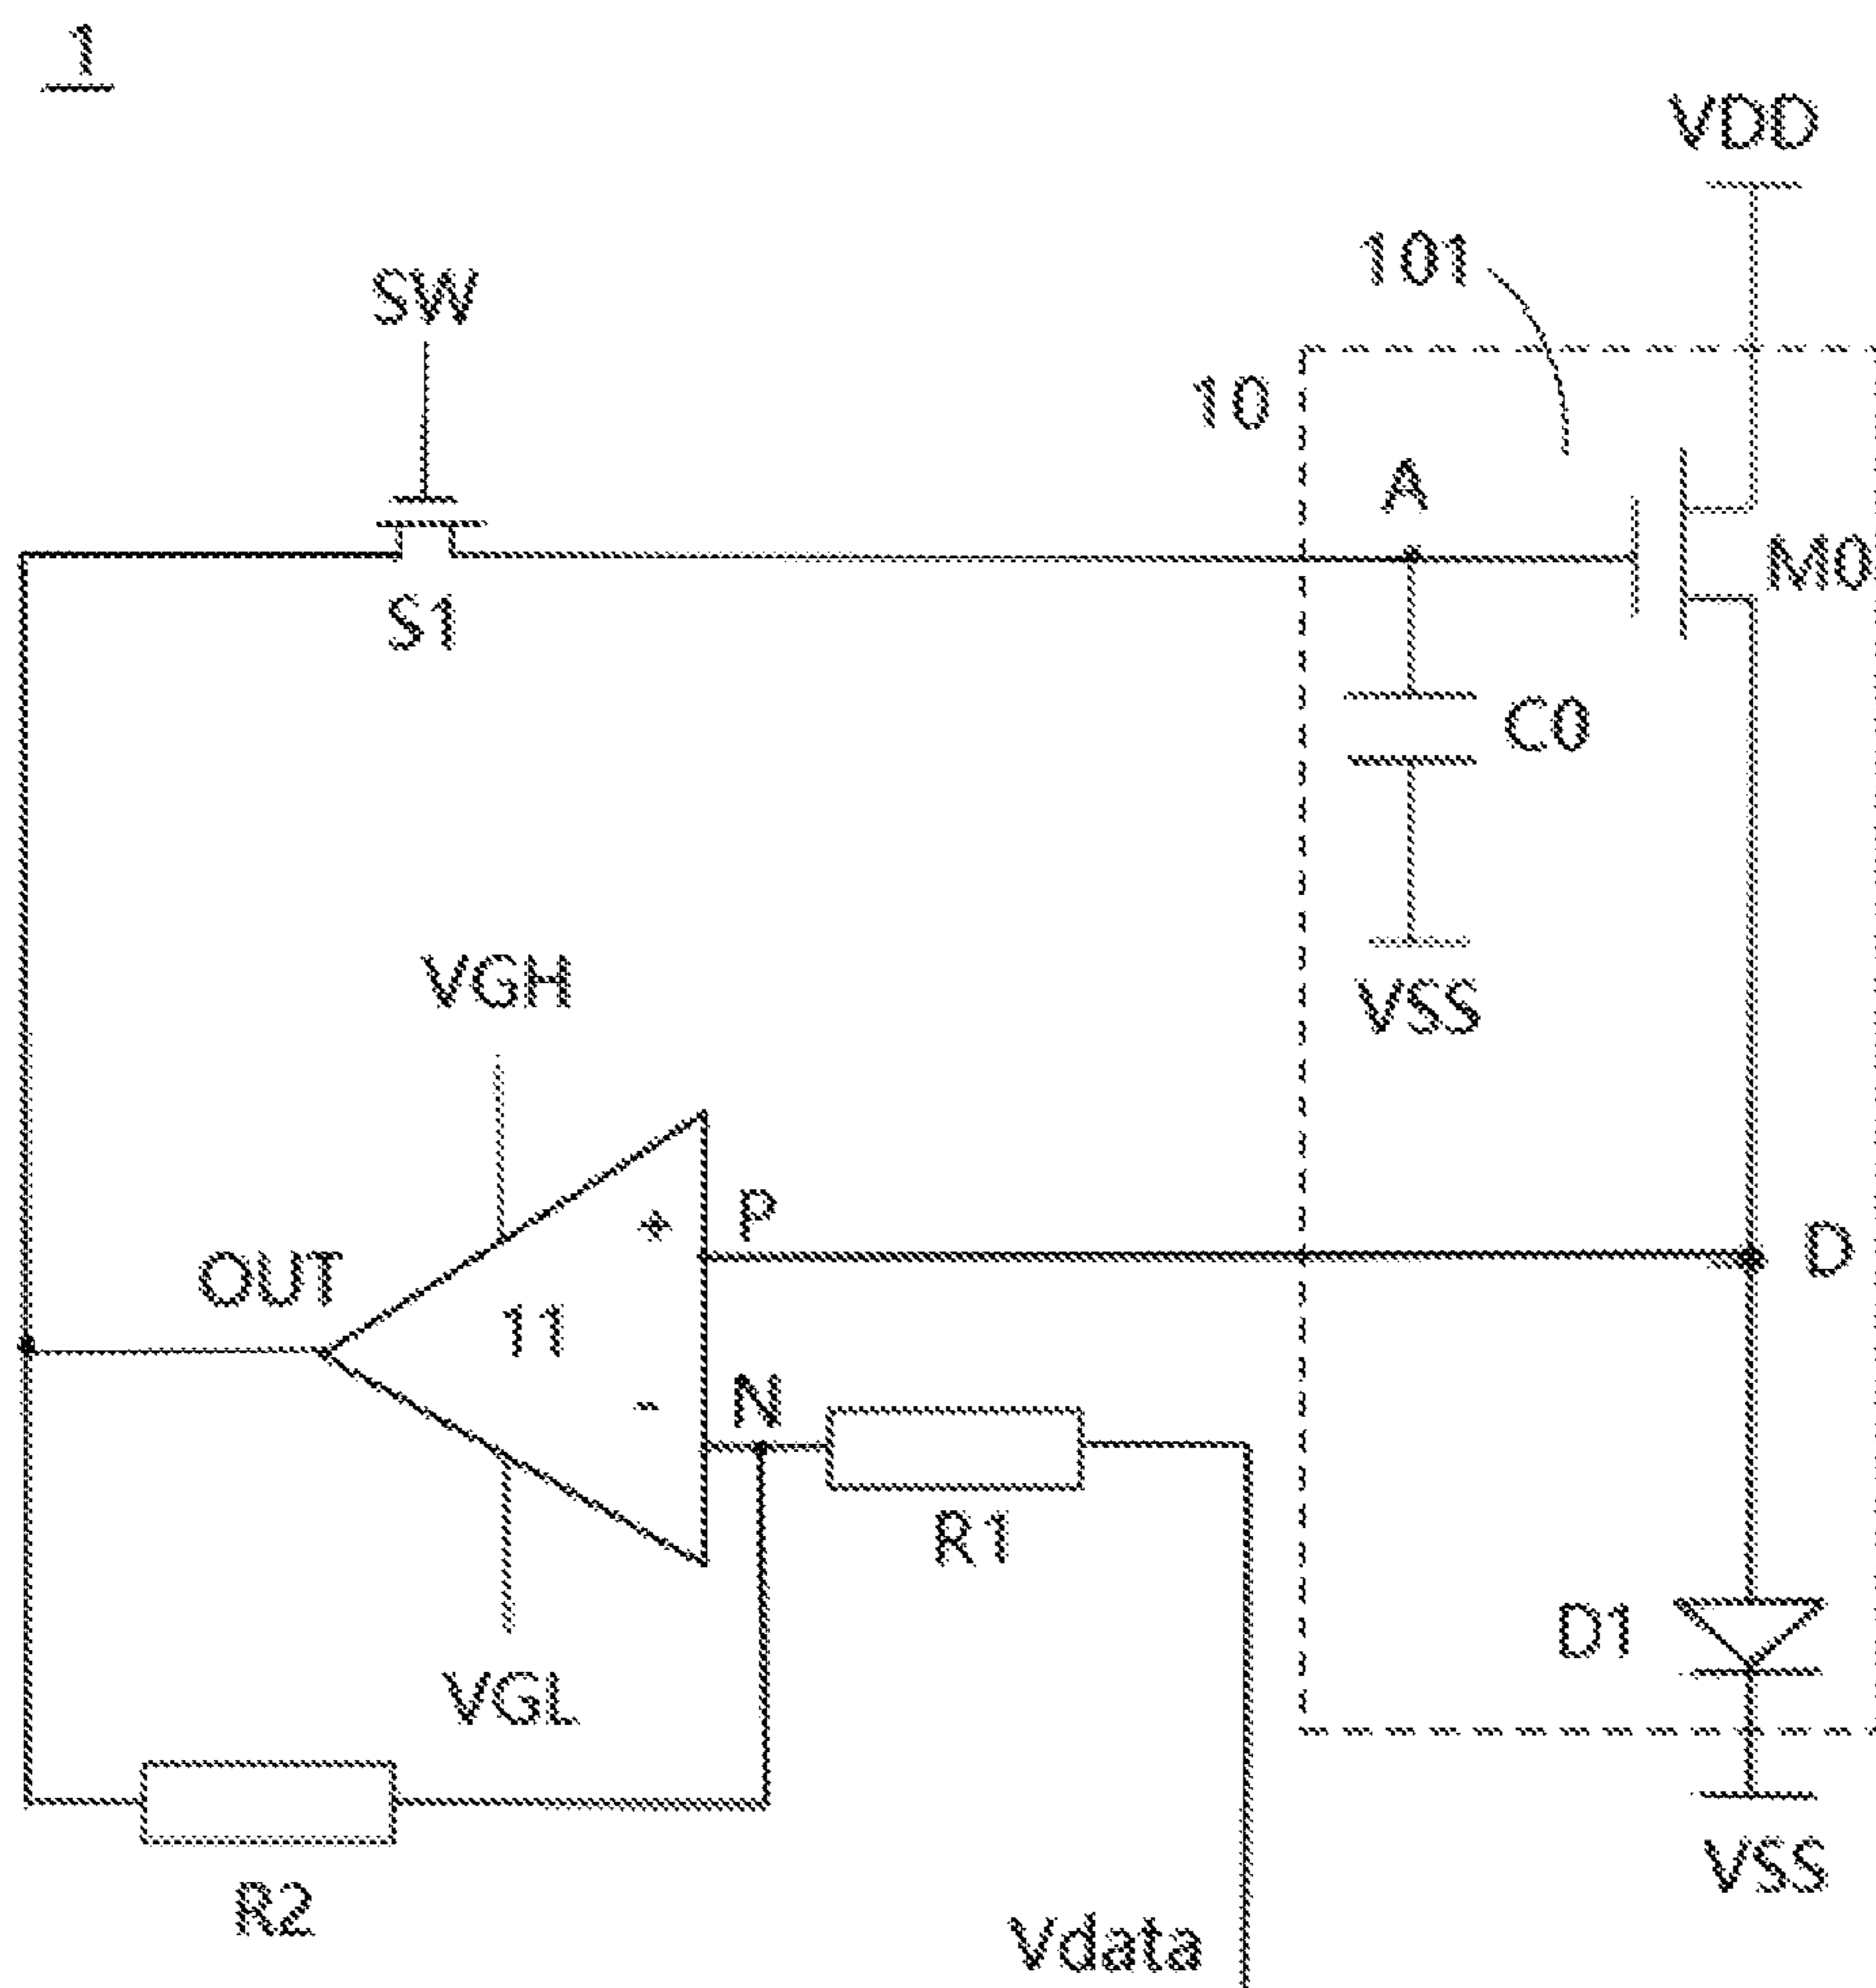 1
VDD
101
SW
10
A
M0
S1
C0
VGH
VSS
+
P
OUT
D
11
-
N
R1
D1
VGL
VSS
R2
Vdata